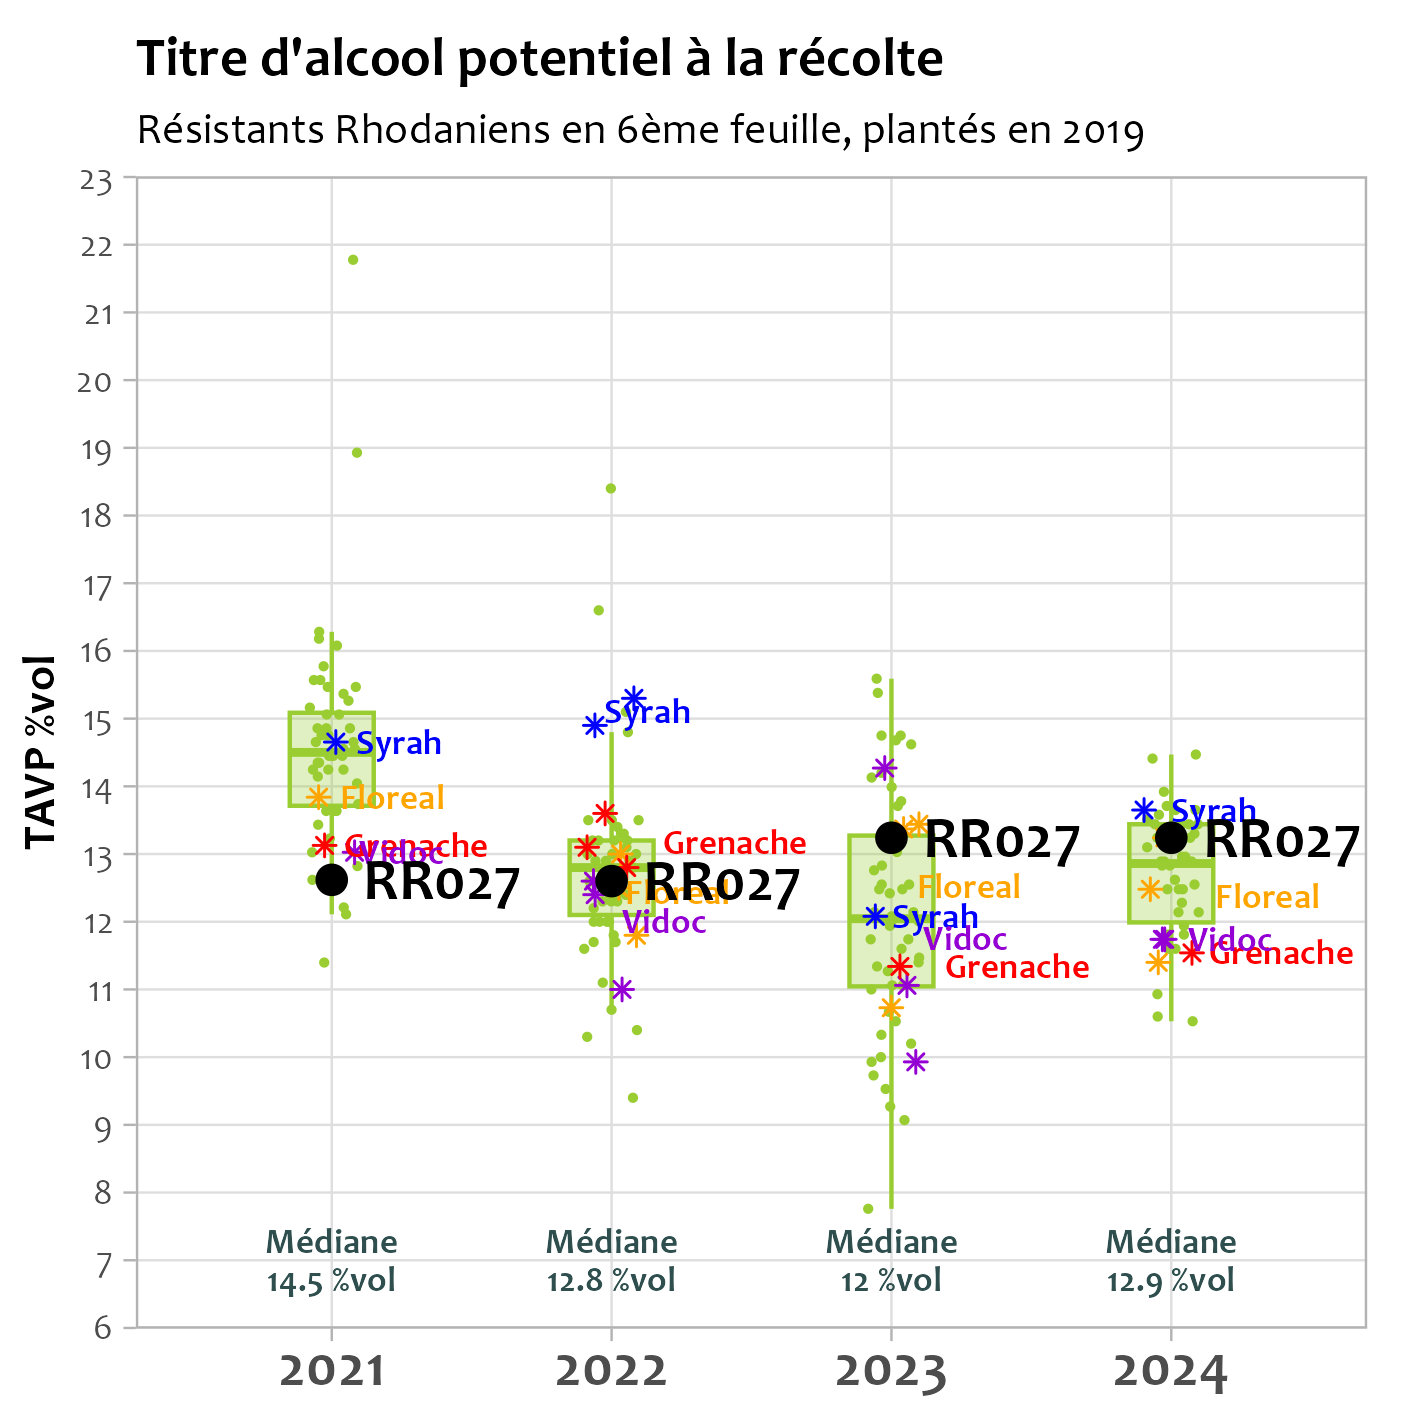 Titre d'alcool potentiel à la récolte
Résistants Rhodaniens en 6ème feuille, plantés en 2019
TAVP %vol
23
22
21
20
19
18
17
16
15
14
13
12
11
10
9
8
7
6
Syrah
Floreal
Grenache
Vidoc
RR027
Syrah
Grenache
Floreal
RR027
Vidoc
RR027
Floreal
Syrah
Vidoc
Grenache
Syrah
RR027
Floreal
Vidoc
Grenache
Médiane
14.5 %vol
Médiane
12.8 %vol
Médiane
12 %vol
Médiane
12.9 %vol
2021
2022
2023
2024